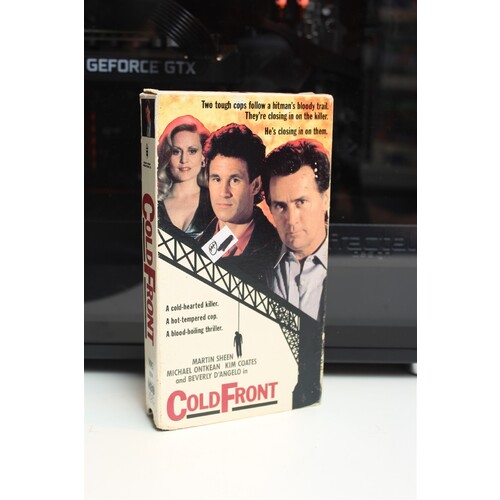 GEFORCE GTX
Two tough cops follow a hitman's bloody trail.
They're closing in on the killer.
He's closing in on them.
COLD FRONT
A cold-hearted killer.
A hot-tempered cop.
A blood-boiling thriller.
MARTIN SHEEN
MICHAEL ONTKEAN KIM COATES
and BEVERLY D'ANGELO in
COLD FRONT